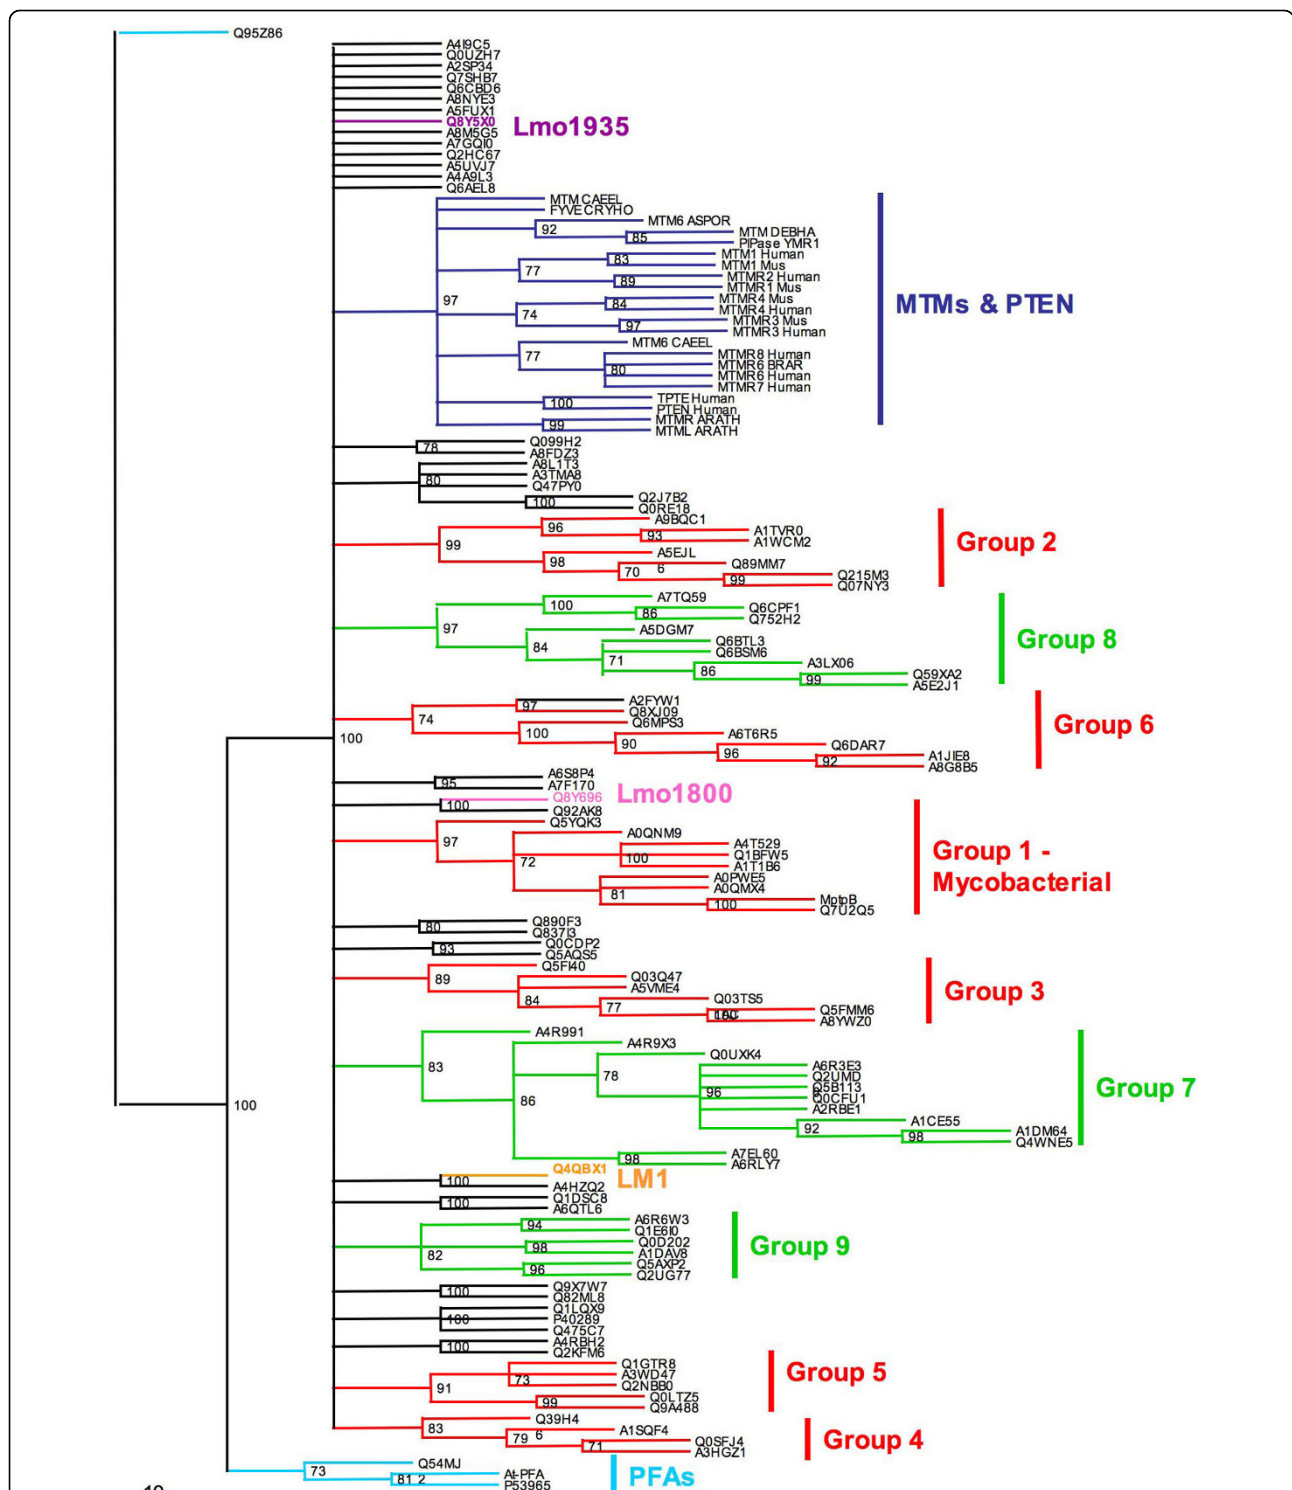 Q95Z86
A4I9C5
Q0UZH7
A2SP34
Q7SHB7
Q6CBD6
A8NYE3
A5FUX1
Q8Y5X0 Lmo1935
A8M5G5
A7GQI0
Q2HC67
A5UVJ7
A4A9L3
Q6AEL8
MTM CAEEL
FYVE CRYHO
MTM6 ASPOR
92
MTM DEBHA
85
PIPase YMR1
MTM1 Human
83
MTM1 Mus
77
MTMR2 Human
89
MTMR1 Mus
97
MTMR4 Mus
84
MTMR4 Human
74
MTMR3 Mus
97
MTMR3 Human
MTMs & PTEN
MTM6 CAEEL
77
MTMR8 Human
MTMR6 BRAR
80
MTMR6 Human
MTMR7 Human
TPTE Human
100
PTEN Human
MTMR ARATH
99
MTML ARATH
Q099H2
78
A8FDZ3
A8L1T3
A3TMA8
80
Q47PY0
Q2J7B2
100
Q0RE18
A9BQC1
96
A1TVR0
93
A1WCM2
99
Group 2
A5EJL
98
6
Q89MM7
70
Q215M3
99
Q07NY3
A7TQ59
100
Q6CPF1
86
Q752H2
97
A5DGM7
84
Group 8
Q6BTL3
Q6BSM6
71
A3LX06
86
Q59XA2
99
A5E2J1
A2FYW1
97
Q8XJ09
74
Q6MPS3
100
Group 6
A6T6R5
90
Q6DAR7
96
A1JIE8
92
A8G8B5
100
A6S8P4
95
A7F170
Q8Y696 Lmo1800
100
Q92AK8
Q5YQK3
97
A0QNM9
72
A4T529
Q1BFW5
100
A1T1B6
Group 1 -
Mycobacterial
A0PWE5
A0QMX4
81
MptpB
100
Q7U2Q5
Q890F3
80
Q837I3
Q0CDP2
93
Q5AQS5
Q5FI40
89
Q03Q47
A5VME4
84
Group 3
Q03TS5
77
Q5FMM6
A8YWZ0
A4R991
83
A4R9X3
86
Q0UXK4
78
A6R3E3
Q2UMD
Q5B113
96
Q0CFU1
A2RBE1
Group 7
A1CE55
92
A1DM64
98
Q4WNE5
100
A7EL60
98
A6RLY7
Q4QBX1 LM1
100
A4HZQ2
Q1DSC8
100
A6QTL6
A6R6W3
94
Q1E6I0
82
Q0D202
98
A1DAV8
Group 9
Q5AXP2
96
Q2UG77
Q9X7W7
100
Q82ML8
Q1LQX9
P40289
100
Q475C7
A4RBH2
100
Q2KFM6
Q1GTR8
A3WD47
73
Q2NBB0
91
Group 5
Q0LTZ5
99
Q9A488
Q39H4
83
6
A1SQF4
79
Q0SFJ4
71
A3HGZ1
Group 4
Q54MJ
73
2
At-PFA
81
P53965
PFAs